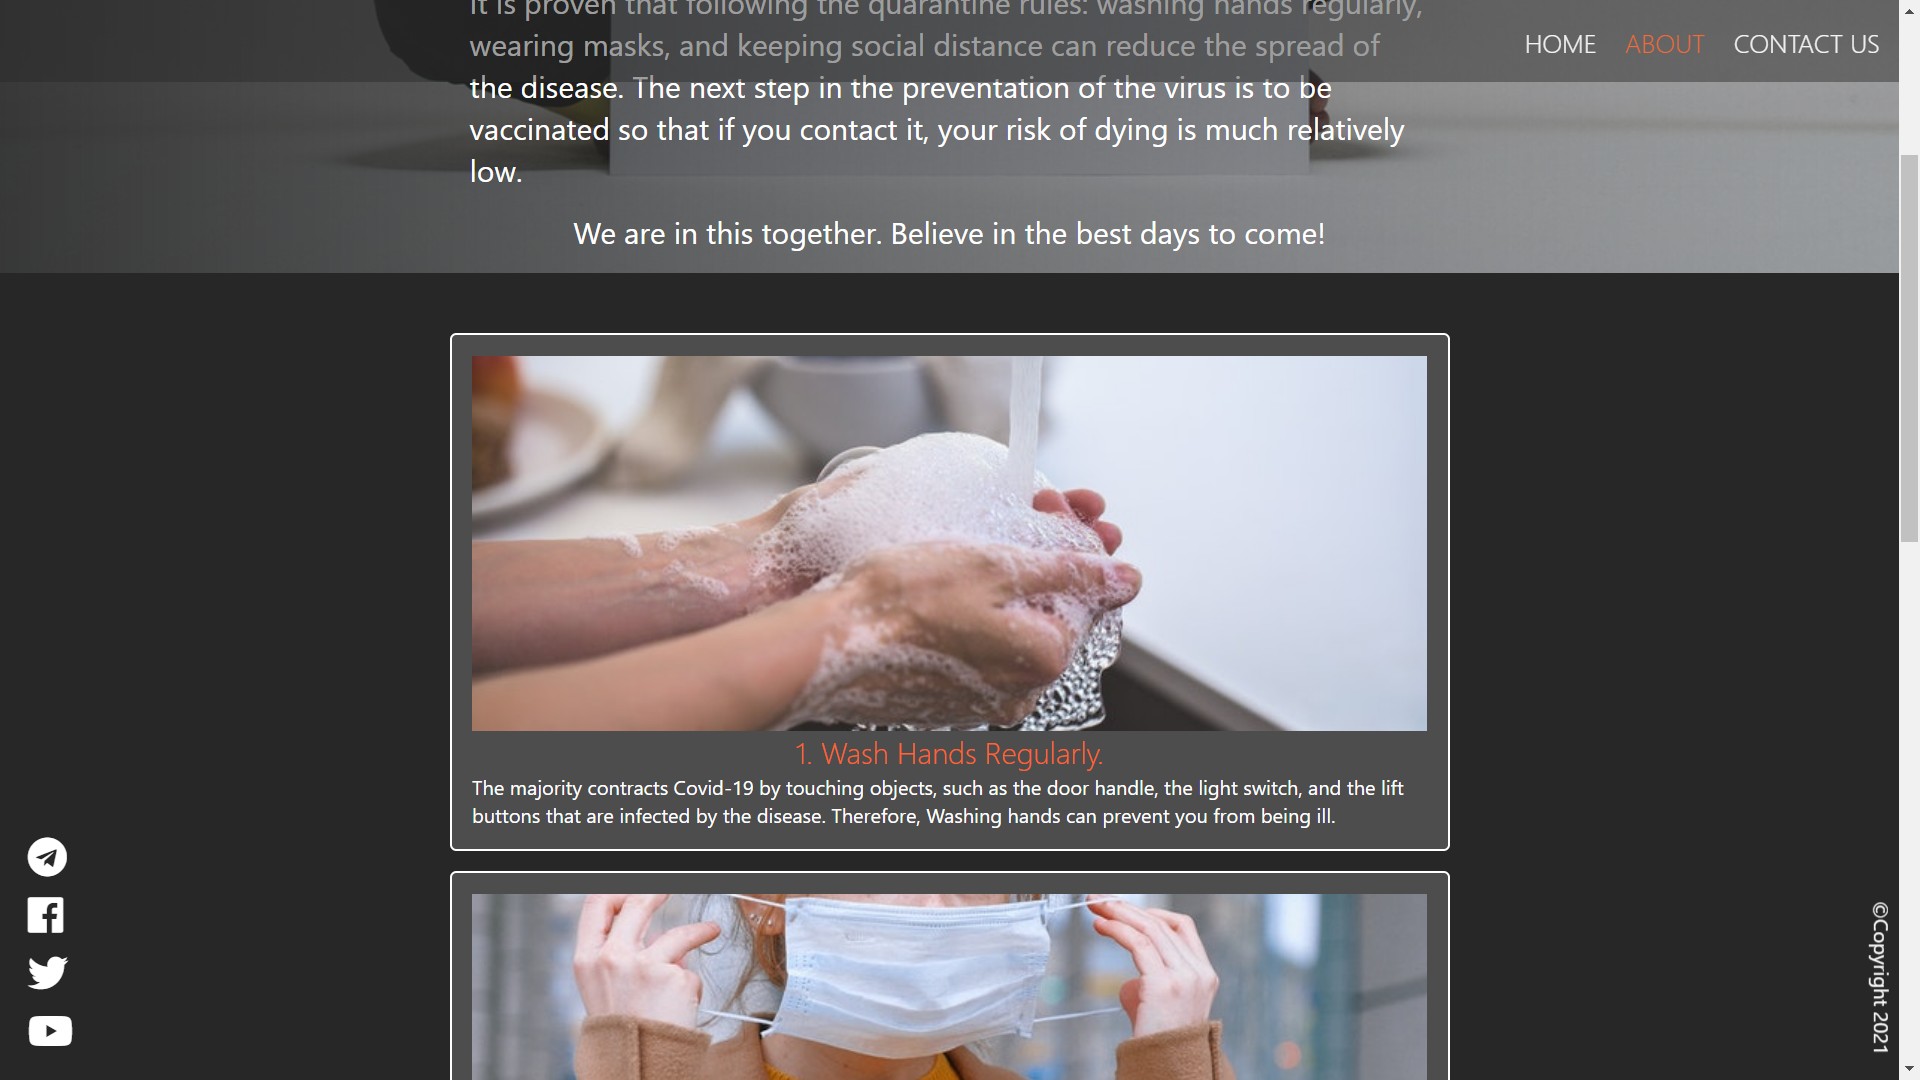 It is proven that following the quarantine rules: washing hands regularly,
wearing masks, and keeping social distance can reduce the spread of
the disease. The next step in the preventation of the virus is to be
vaccinated so that if you contact it, your risk of dying is much relatively
low.
We are in this together. Believe in the best days to come!
HOME ABOUT CONTACT US
1. Wash Hands Regularly.
The majority contracts Covid-19 by touching objects, such as the door handle, the light switch, and the lift
buttons that are infected by the disease. Therefore, Washing hands can prevent you from being ill.
©Copyright 2021